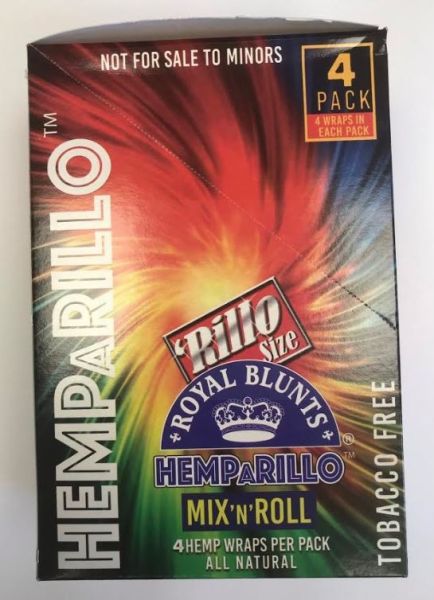 NOT FOR SALE TO MINORS
4
PACK
4 WRAPS IN
EACH PACK
HEMPARILLO™
'Rillo
Size
ROYAL BLUNTS
®
HEMPARILLO™
MIX'N'ROLL
4 HEMP WRAPS PER PACK
ALL NATURAL
TOBACCO FREE